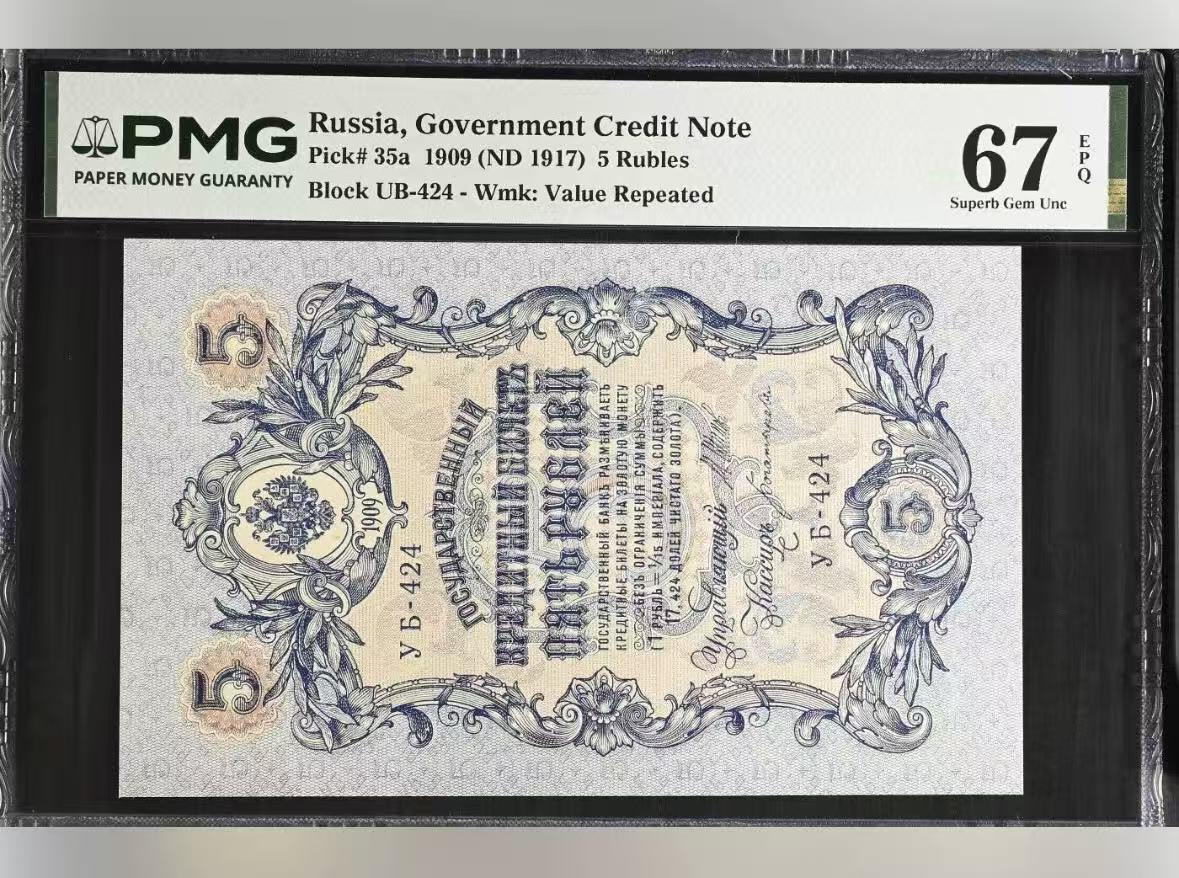 PMG
PAPER MONEY GUARANTY
Russia, Government Credit Note
Pick# 35a 1909 (ND 1917) 5 Rubles
Block UB-424 - Wmk: Value Repeated
67
EPQ
Superb Gem Unc
5
5
1909
УБ-424
ГОСУДАРСТВЕННЫЙ
КРЕДИТНЫЙ БИЛЕТЪ
ПЯТЬ РУБЛЕЙ
ГОСУДАРСТВЕННЫЙ БАНКЪ РАЗМѢНИВАЕТЪ
КРЕДИТНЫЕ БИЛЕТЫ НА ЗОЛОТУЮ МОНЕТУ
БЕЗЪ ОГРАНИЧЕНІЯ СУММЫ
(1 РУБЛЬ = 1/15 ИМПЕРІАЛА, СОДЕРЖИТЪ
17,424 ДОЛЕЙ ЧИСТАГО ЗОЛОТА).
Управляющій
Кассиръ
УБ-424
5